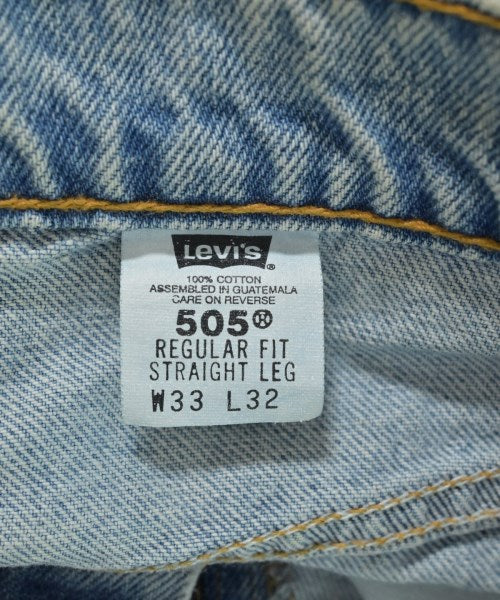 Levi's®
100% COTTON
ASSEMBLED IN GUATEMALA
CARE ON REVERSE
505®
REGULAR FIT
STRAIGHT LEG
W33 L32